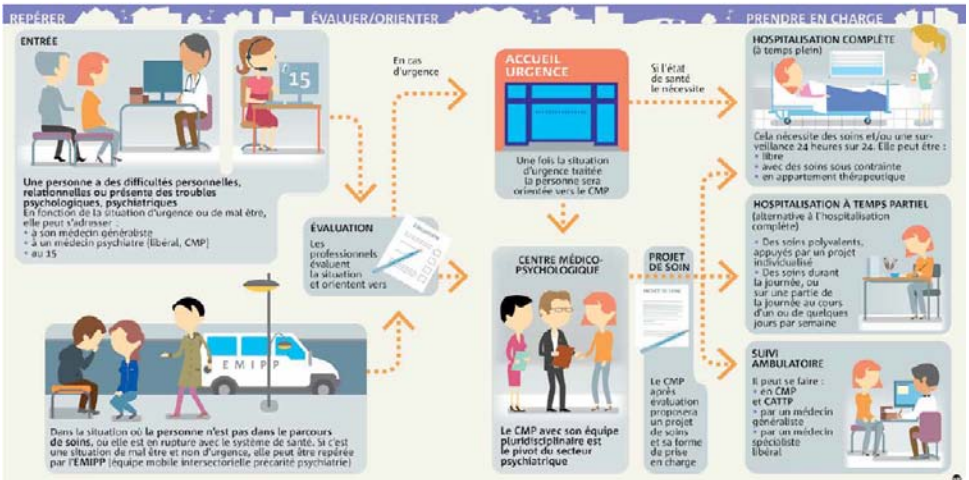 REPÉRER
ÉVALUER/ORIENTER
PRENDRE EN CHARGE
ENTRÉE
15
Une personne a des difficultés personnelles,
relationnelles ou présente des troubles
psychologiques, psychiatriques
En fonction de la situation d'urgence ou de mal être,
elle peut s'adresser :
• à son médecin généraliste
• à un médecin psychiatre (libéral, CMP)
• au 15
EMIPP
Dans la situation où la personne n'est pas dans le parcours
de soins, où elle est en rupture avec le système de santé. Si c'est
une situation de mal être et non d'urgence, elle peut être repérée
par l'EMIPP (équipe mobile intersectorielle précarité psychiatrie)
ÉVALUATION
Les
professionnels
évaluent
la situation
et orientent vers
En cas
d'urgence
ACCUEIL
URGENCE
Une fois la situation
d'urgence traitée
la personne sera
orientée vers le CMP
Si l'état
de santé
le nécessite
CENTRE MÉDICO-
PSYCHOLOGIQUE
Le CMP avec son équipe
pluridisciplinaire est
le pivot du secteur
psychiatrique
PROJET
DE SOIN
PROJET DE SOINS
Le CMP
après
évaluation
proposera
un projet
de soins
et sa forme
de prise
en charge
HOSPITALISATION COMPLÈTE
(à temps plein)
Cela nécessite des soins et/ou une sur-
veillance 24 heures sur 24. Elle peut être :
• libre
• avec des soins sous contrainte
• en appartement thérapeutique
HOSPITALISATION À TEMPS PARTIEL
(alternative à l'hospitalisation
complète)
• Des soins polyvalents,
appuyés par un projet
individualisé
• Des soins durant
la journée, ou
sur une partie de
la journée au cours
d'un ou de quelques
jours par semaine
SUIVI
AMBULATOIRE
Il peut se faire :
• en CMP
et CATTP
• par un médecin
généraliste
• par un médecin
spécialiste
libéral